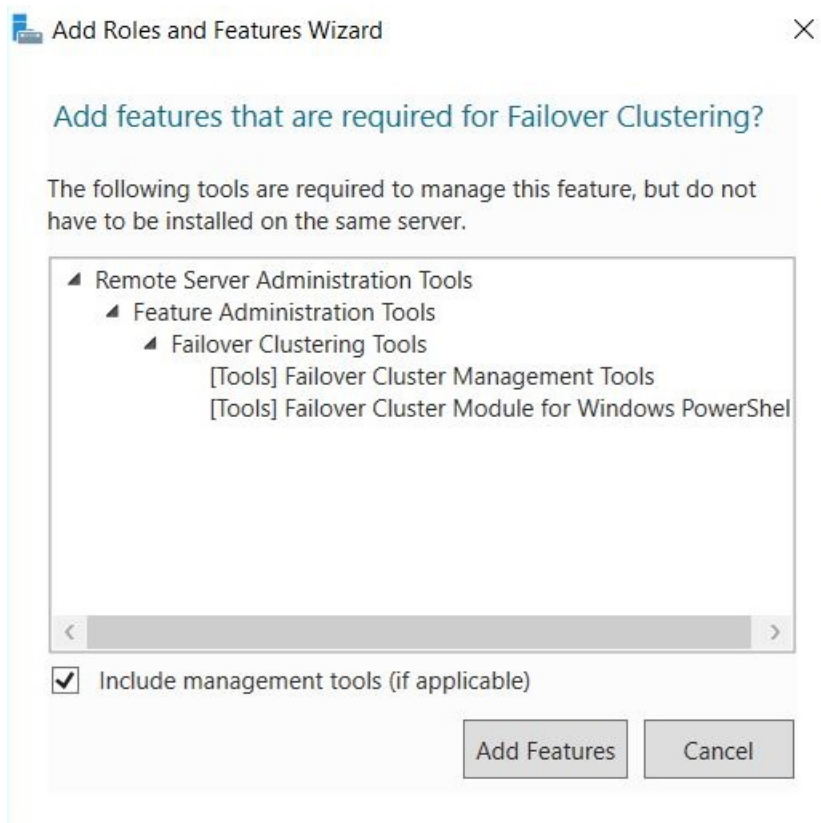 Add Roles and Features Wizard
Add features that are required for Failover Clustering?
The following tools are required to manage this feature, but do not
have to be installed on the same server.
Remote Server Administration Tools
Feature Administration Tools
Failover Clustering Tools
[Tools] Failover Cluster Management Tools
[Tools] Failover Cluster Module for Windows PowerShel
Include management tools (if applicable)
Add Features Cancel